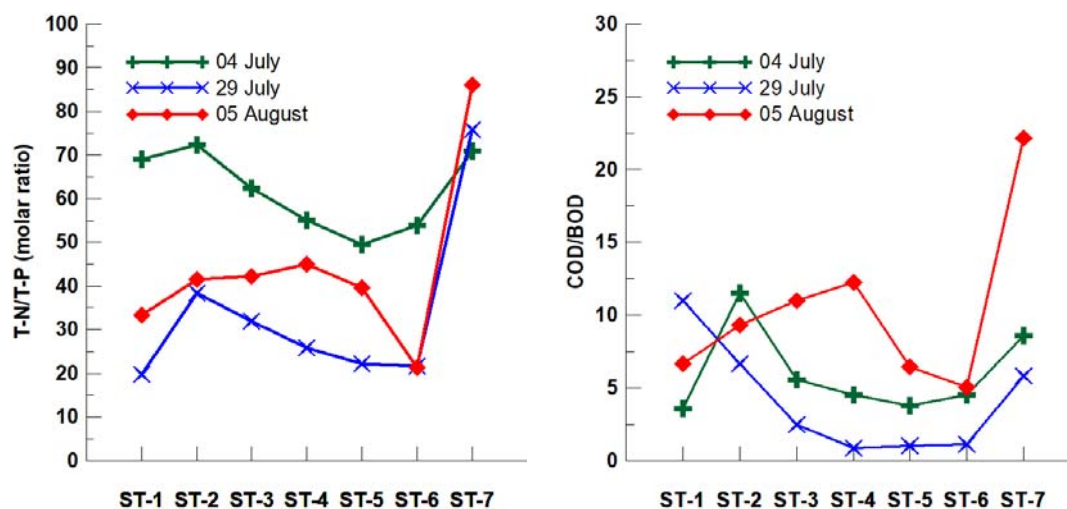 T-N/T-P (molar ratio)
100
90
80
70
60
50
40
30
20
10
0
04 July
29 July
05 August
ST-1 ST-2 ST-3 ST-4 ST-5 ST-6 ST-7
COD/BOD
30
25
20
15
10
5
0
04 July
29 July
05 August
ST-1 ST-2 ST-3 ST-4 ST-5 ST-6 ST-7